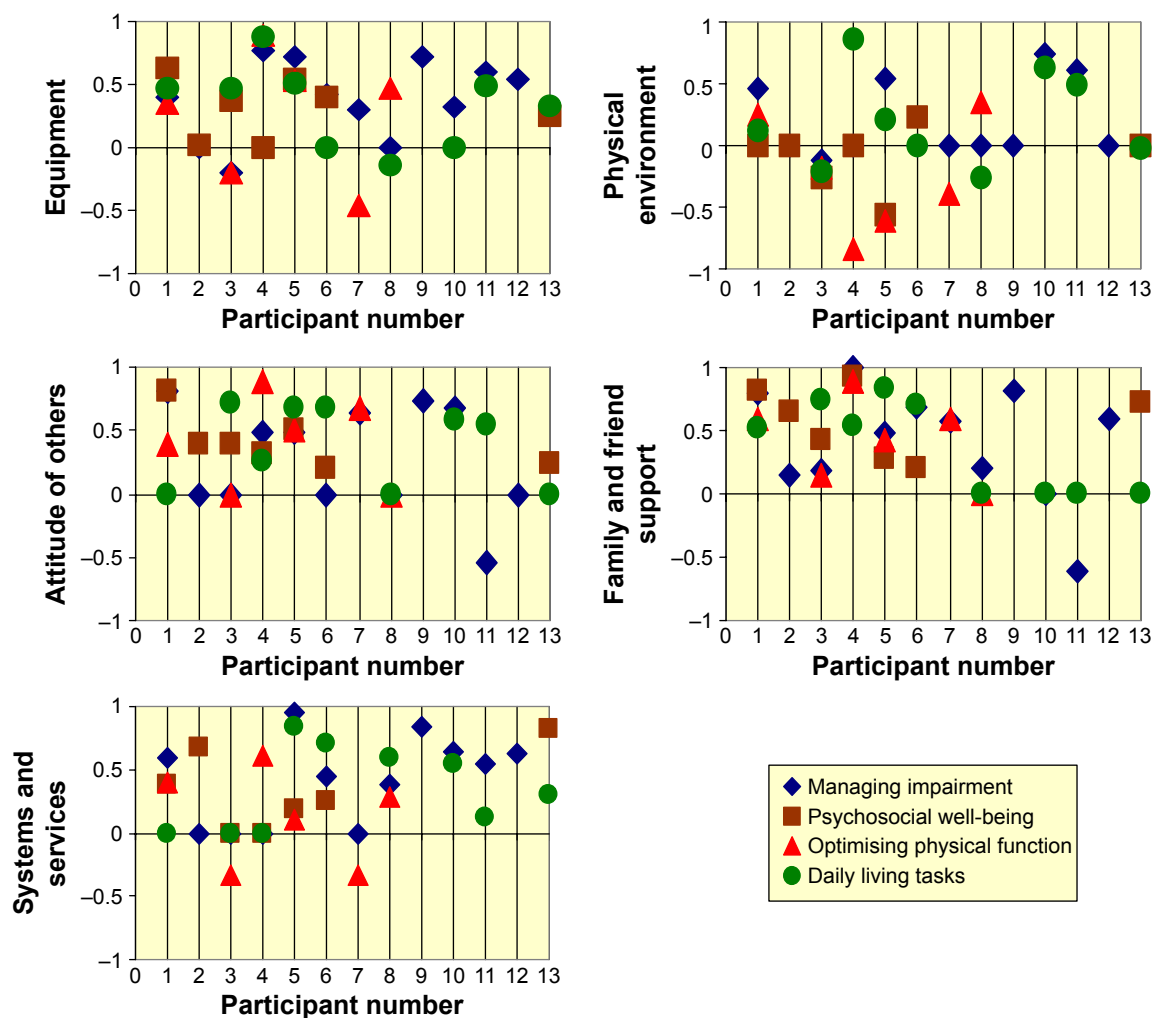 1
0.5
0
–0.5
–1
Equipment
0 1 2 3 4 5 6 7 8 9 10 11 12 13
Participant number
1
0.5
0
–0.5
–1
Physical
environment
0 1 2 3 4 5 6 7 8 9 10 11 12 13
Participant number
1
0.5
0
–0.5
–1
Attitude of others
0 1 2 3 4 5 6 7 8 9 10 11 12 13
Participant number
1
0.5
0
–0.5
–1
Family and friend
support
0 1 2 3 4 5 6 7 8 9 10 11 12 13
Participant number
1
0.5
0
–0.5
–1
Systems and
services
0 1 2 3 4 5 6 7 8 9 10 11 12 13
Participant number
Managing impairment
Psychosocial well-being
Optimising physical function
Daily living tasks